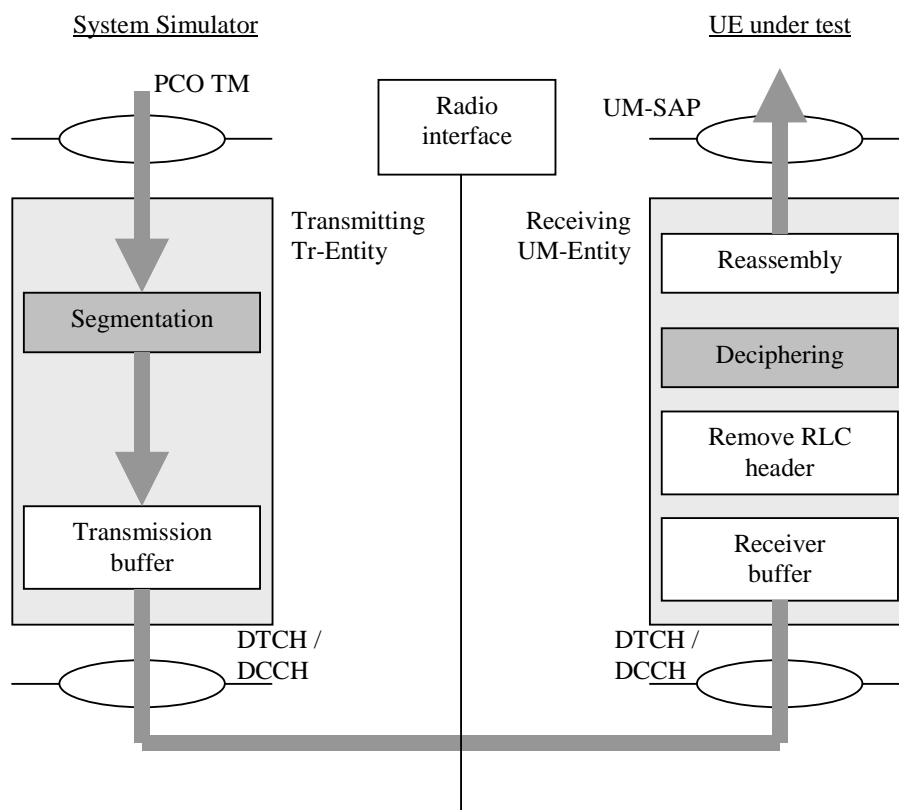 System Simulator
UE under test
PCO TM
Radio
interface
UM-SAP
Transmitting
Tr-Entity
Receiving
UM-Entity
Segmentation
Transmission
buffer
Reassembly
Deciphering
Remove RLC
header
Receiver
buffer
DTCH /
DCCH
DTCH /
DCCH